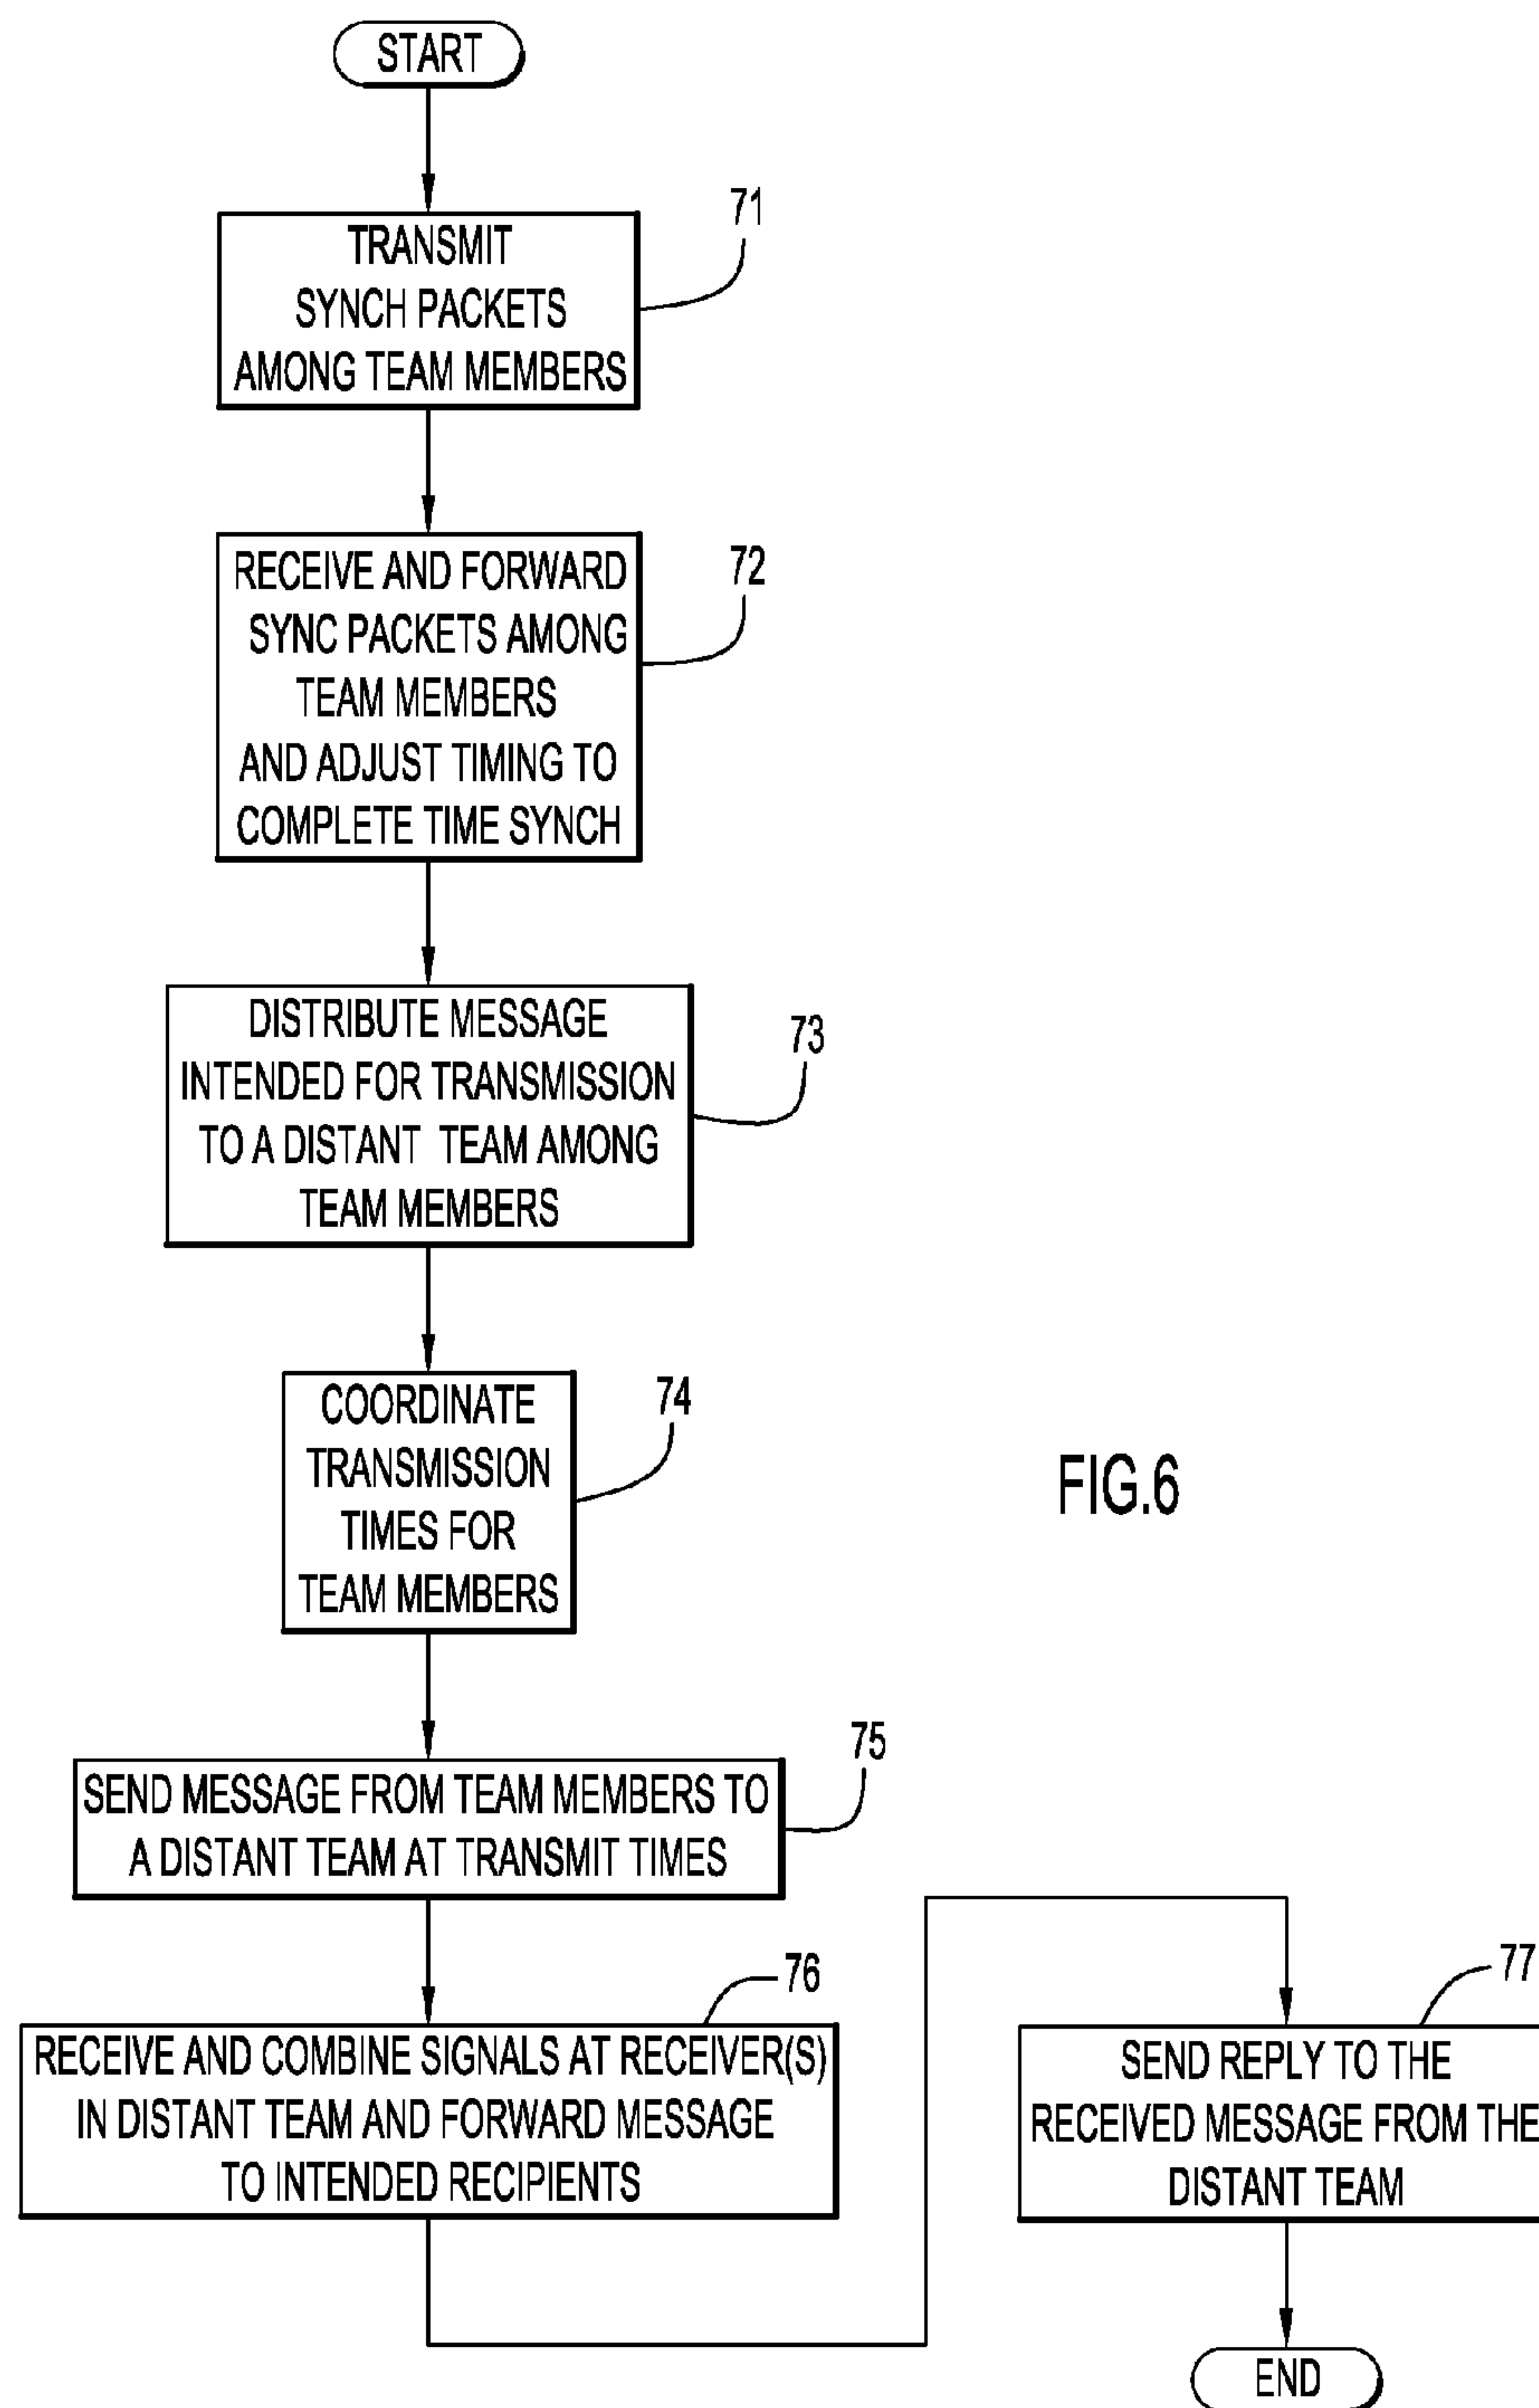 START
71
TRANSMIT
SYNCH PACKETS
AMONG TEAM MEMBERS
72
RECEIVE AND FORWARD
SYNC PACKETS AMONG
TEAM MEMBERS
AND ADJUST TIMING TO
COMPLETE TIME SYNCH
73
DISTRIBUTE MESSAGE
INTENDED FOR TRANSMISSION
TO A DISTANT TEAM AMONG
TEAM MEMBERS
74
COORDINATE
TRANSMISSION
TIMES FOR
TEAM MEMBERS
FIG.6
75
SEND MESSAGE FROM TEAM MEMBERS TO
A DISTANT TEAM AT TRANSMIT TIMES
76
RECEIVE AND COMBINE SIGNALS AT RECEIVER(S)
IN DISTANT TEAM AND FORWARD MESSAGE
TO INTENDED RECIPIENTS
77
SEND REPLY TO THE
RECEIVED MESSAGE FROM THE
DISTANT TEAM
END